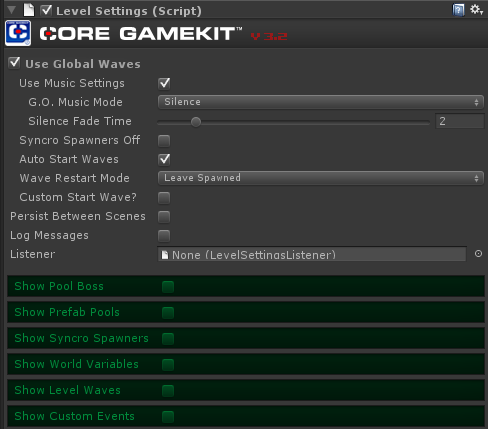 Level Settings (Script)
CORE GAMEKIT™ V 3.2
Use Global Waves
Use Music Settings
G.O. Music Mode Silence
Silence Fade Time 2
Syncro Spawners Off
Auto Start Waves
Wave Restart Mode Leave Spawned
Custom Start Wave?
Persist Between Scenes
Log Messages
Listener None (LevelSettingsListener)
Show Pool Boss
Show Prefab Pools
Show Syncro Spawners
Show World Variables
Show Level Waves
Show Custom Events